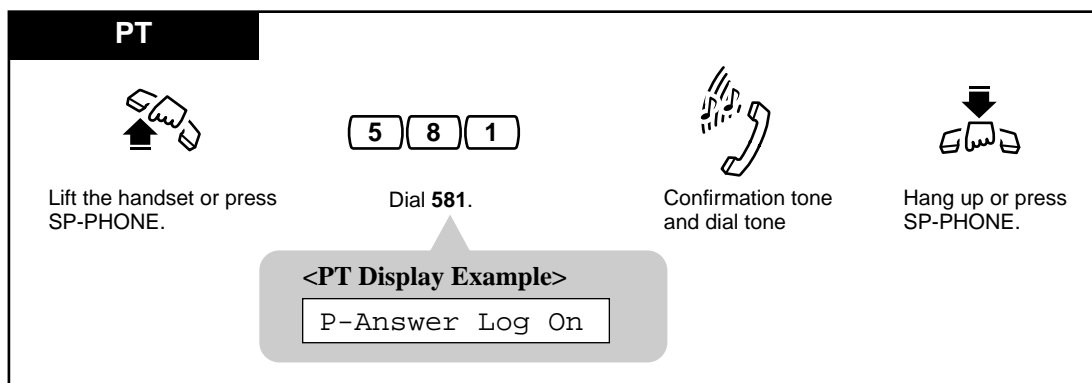 PT
5 8 1
Lift the handset or press
SP-PHONE.
Dial 581.
Confirmation tone
and dial tone
Hang up or press
SP-PHONE.
<PT Display Example>
P-Answer Log On